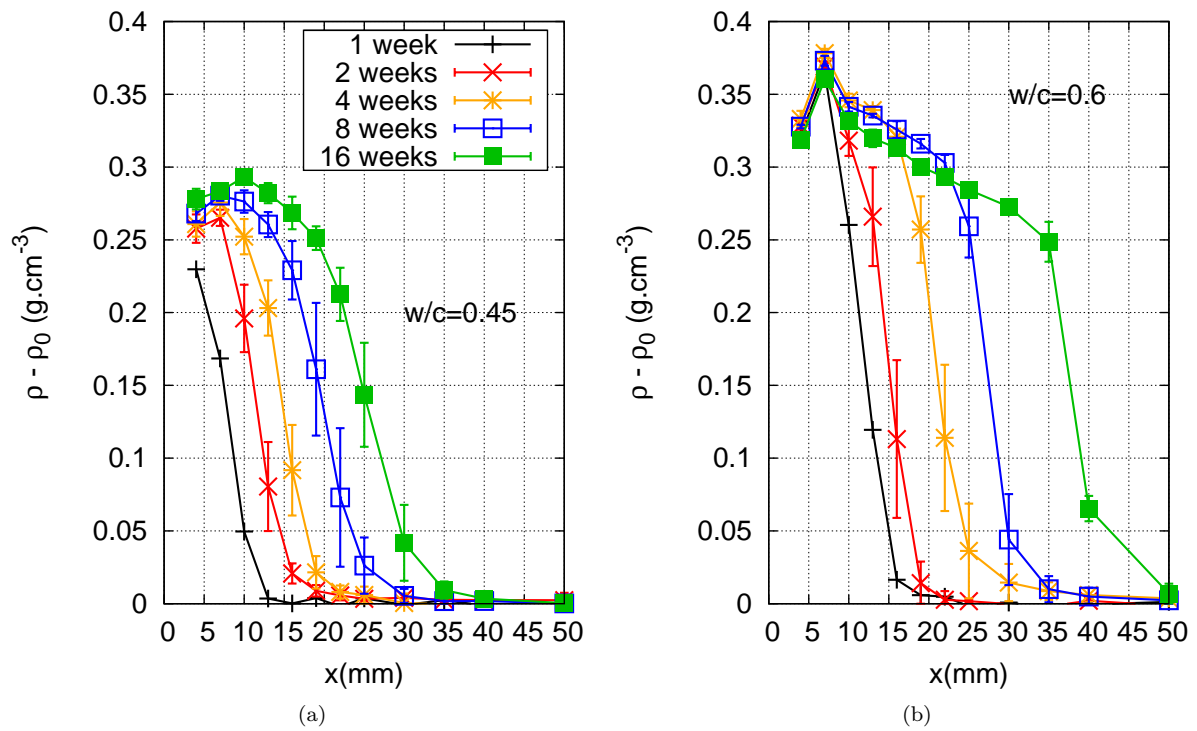 0.4
0.35
0.3
0.25
0.2
0.15
0.1
0.05
0
ρ - ρ0 (g.cm-3)
1 week
2 weeks
4 weeks
8 weeks
16 weeks
w/c=0.45
0 5 10 15 20 25 30 35 40 45 50
x(mm)
(a)
0.4
0.35
0.3
0.25
0.2
0.15
0.1
0.05
0
ρ - ρ0 (g.cm-3)
w/c=0.6
0 5 10 15 20 25 30 35 40 45 50
x(mm)
(b)